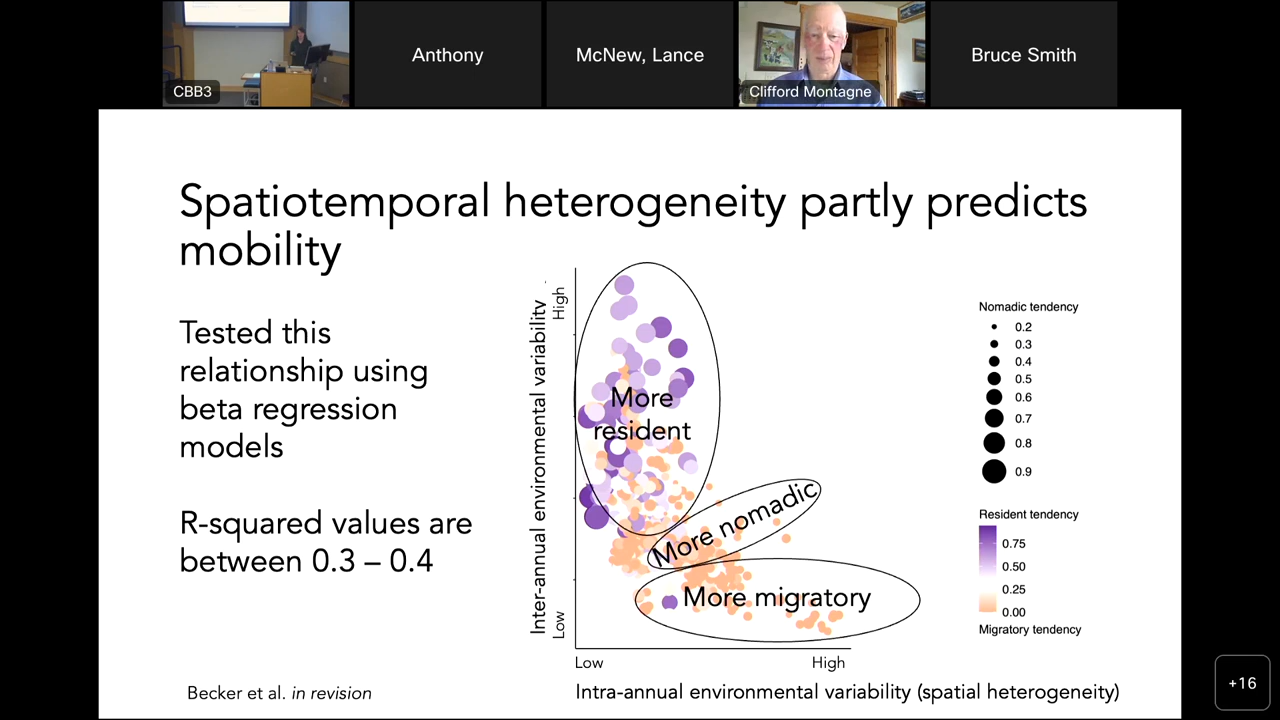 CBB3
Anthony
McNew, Lance
Clifford Montagne
Bruce Smith
Spatiotemporal heterogeneity partly predicts
mobility
Tested this
relationship using
beta regression
models
R-squared values are
between 0.3 – 0.4
Becker et al. in revision
Inter-annual environmental variability
High
Low
More
resident
More nomadic
More migratory
Low
High
Intra-annual environmental variability (spatial heterogeneity)
Nomadic tendency
0.2
0.3
0.4
0.5
0.6
0.7
0.8
0.9
Resident tendency
0.75
0.50
0.25
0.00
Migratory tendency
+16